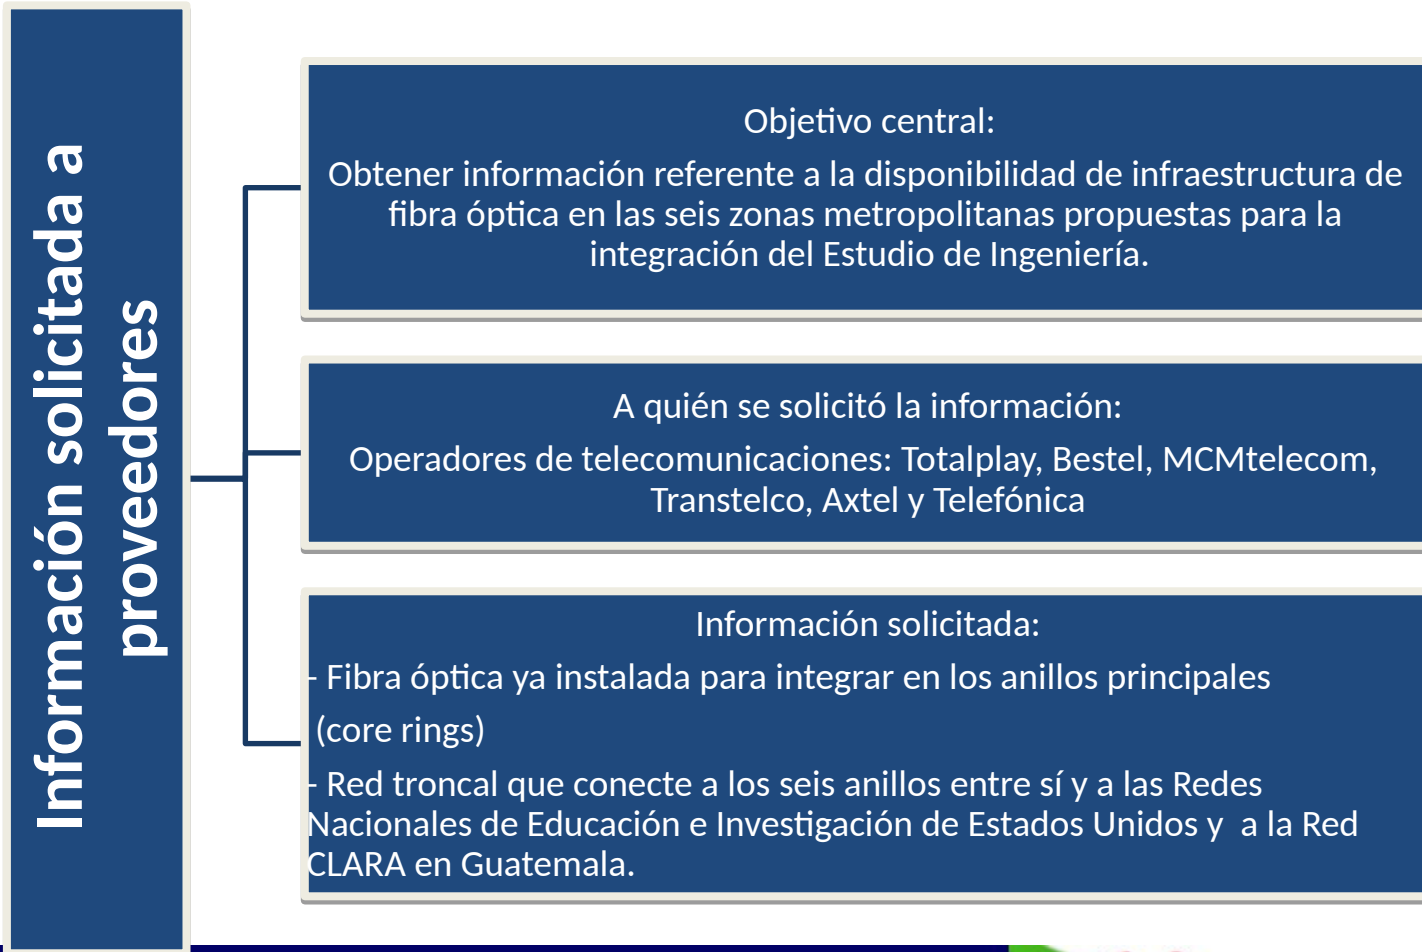 Información solicitada a
proveedores
Objetivo central:
Obtener información referente a la disponibilidad de infraestructura de
fibra óptica en las seis zonas metropolitanas propuestas para la
integración del Estudio de Ingeniería.
A quién se solicitó la información:
Operadores de telecomunicaciones: Totalplay, Bestel, MCMtelecom,
Transtelco, Axtel y Telefónica
Información solicitada:
- Fibra óptica ya instalada para integrar en los anillos principales
(core rings)
- Red troncal que conecte a los seis anillos entre sí y a las Redes
Nacionales de Educación e Investigación de Estados Unidos y  a la Red
CLARA en Guatemala.